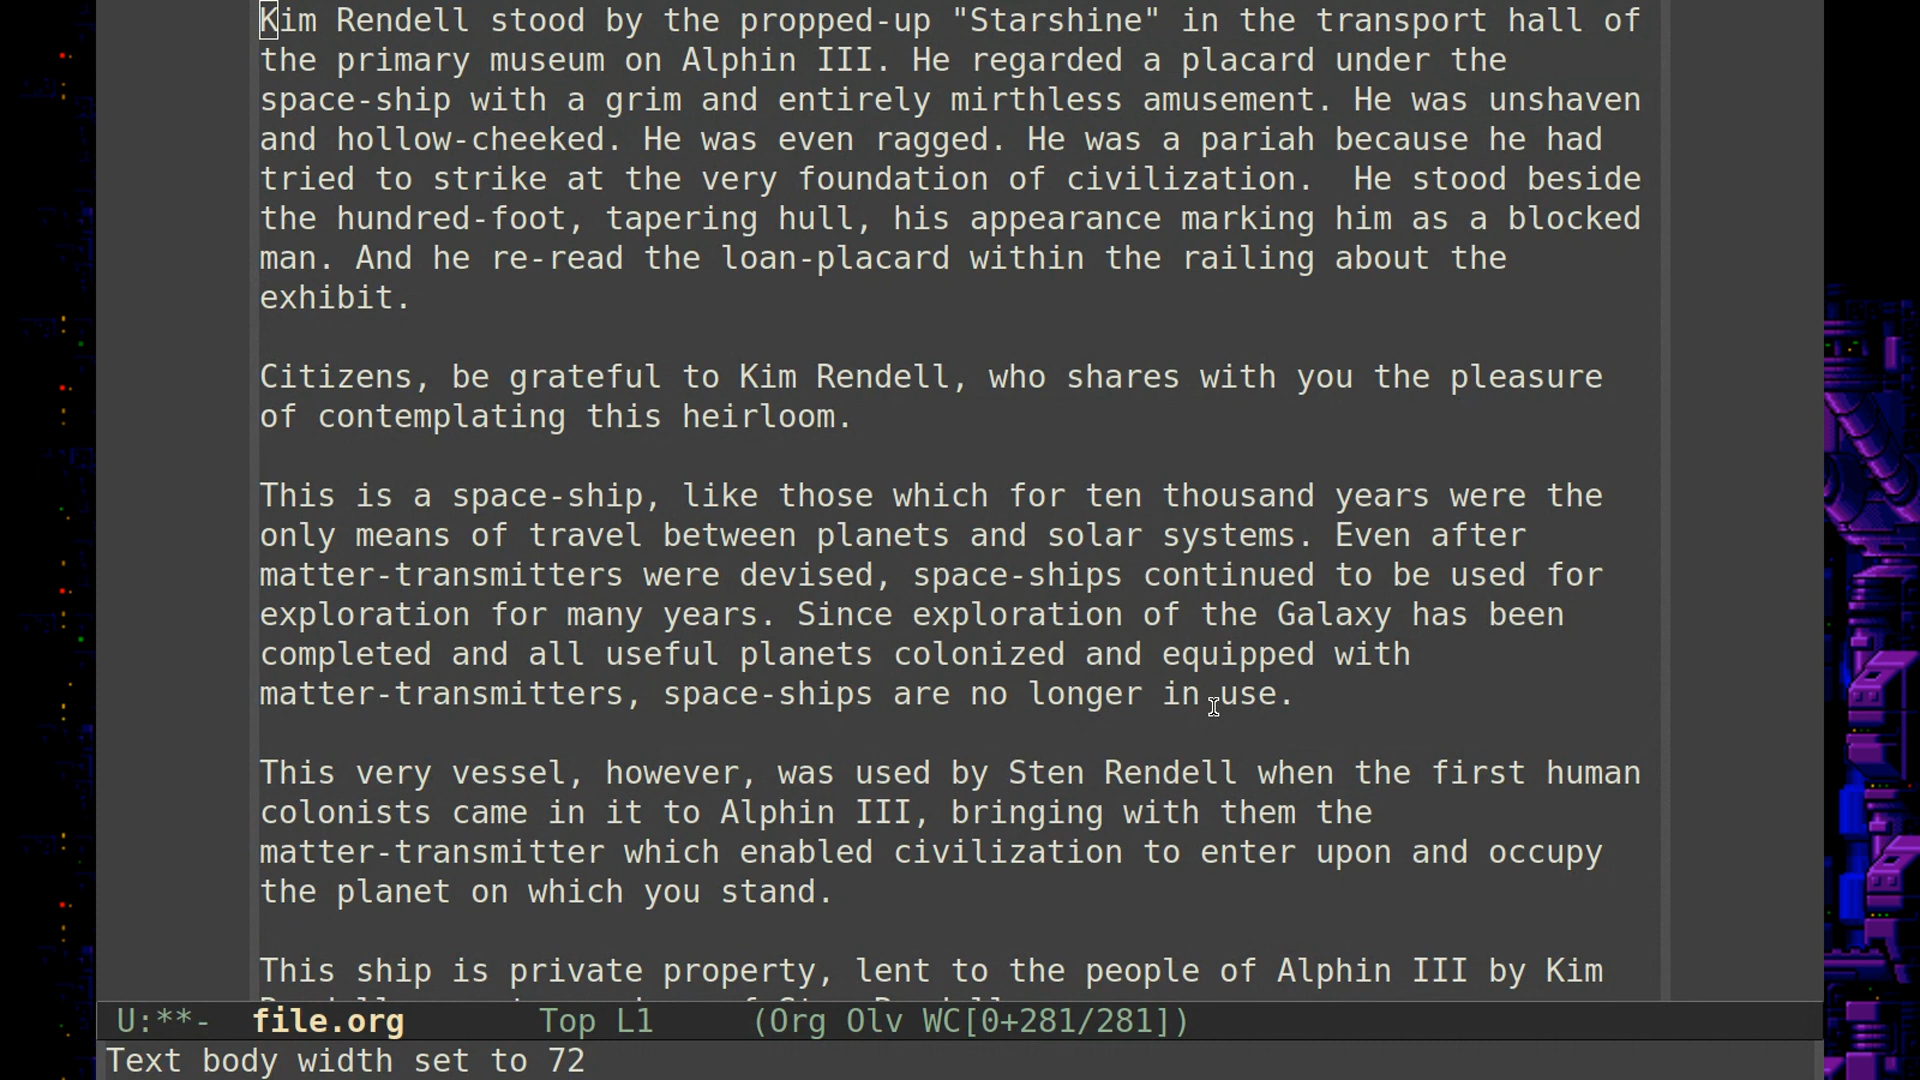 Kim Rendell stood by the propped-up "Starshine" in the transport hall of
the primary museum on Alphin III. He regarded a placard under the
space-ship with a grim and entirely mirthless amusement. He was unshaven
and hollow-cheeked. He was even ragged. He was a pariah because he had
tried to strike at the very foundation of civilization.  He stood beside
the hundred-foot, tapering hull, his appearance marking him as a blocked
man. And he re-read the loan-placard within the railing about the
exhibit.
Citizens, be grateful to Kim Rendell, who shares with you the pleasure
of contemplating this heirloom.
This is a space-ship, like those which for ten thousand years were the
only means of travel between planets and solar systems. Even after
matter-transmitters were devised, space-ships continued to be used for
exploration for many years. Since exploration of the Galaxy has been
completed and all useful planets colonized and equipped with
matter-transmitters, space-ships are no longer in use.
This very vessel, however, was used by Sten Rendell when the first human
colonists came in it to Alphin III, bringing with them the
matter-transmitter which enabled civilization to enter upon and occupy
the planet on which you stand.
This ship is private property, lent to the people of Alphin III by Kim
U:**-  file.org       Top L1     (Org Olv WC[0+281/281])
Text body width set to 72